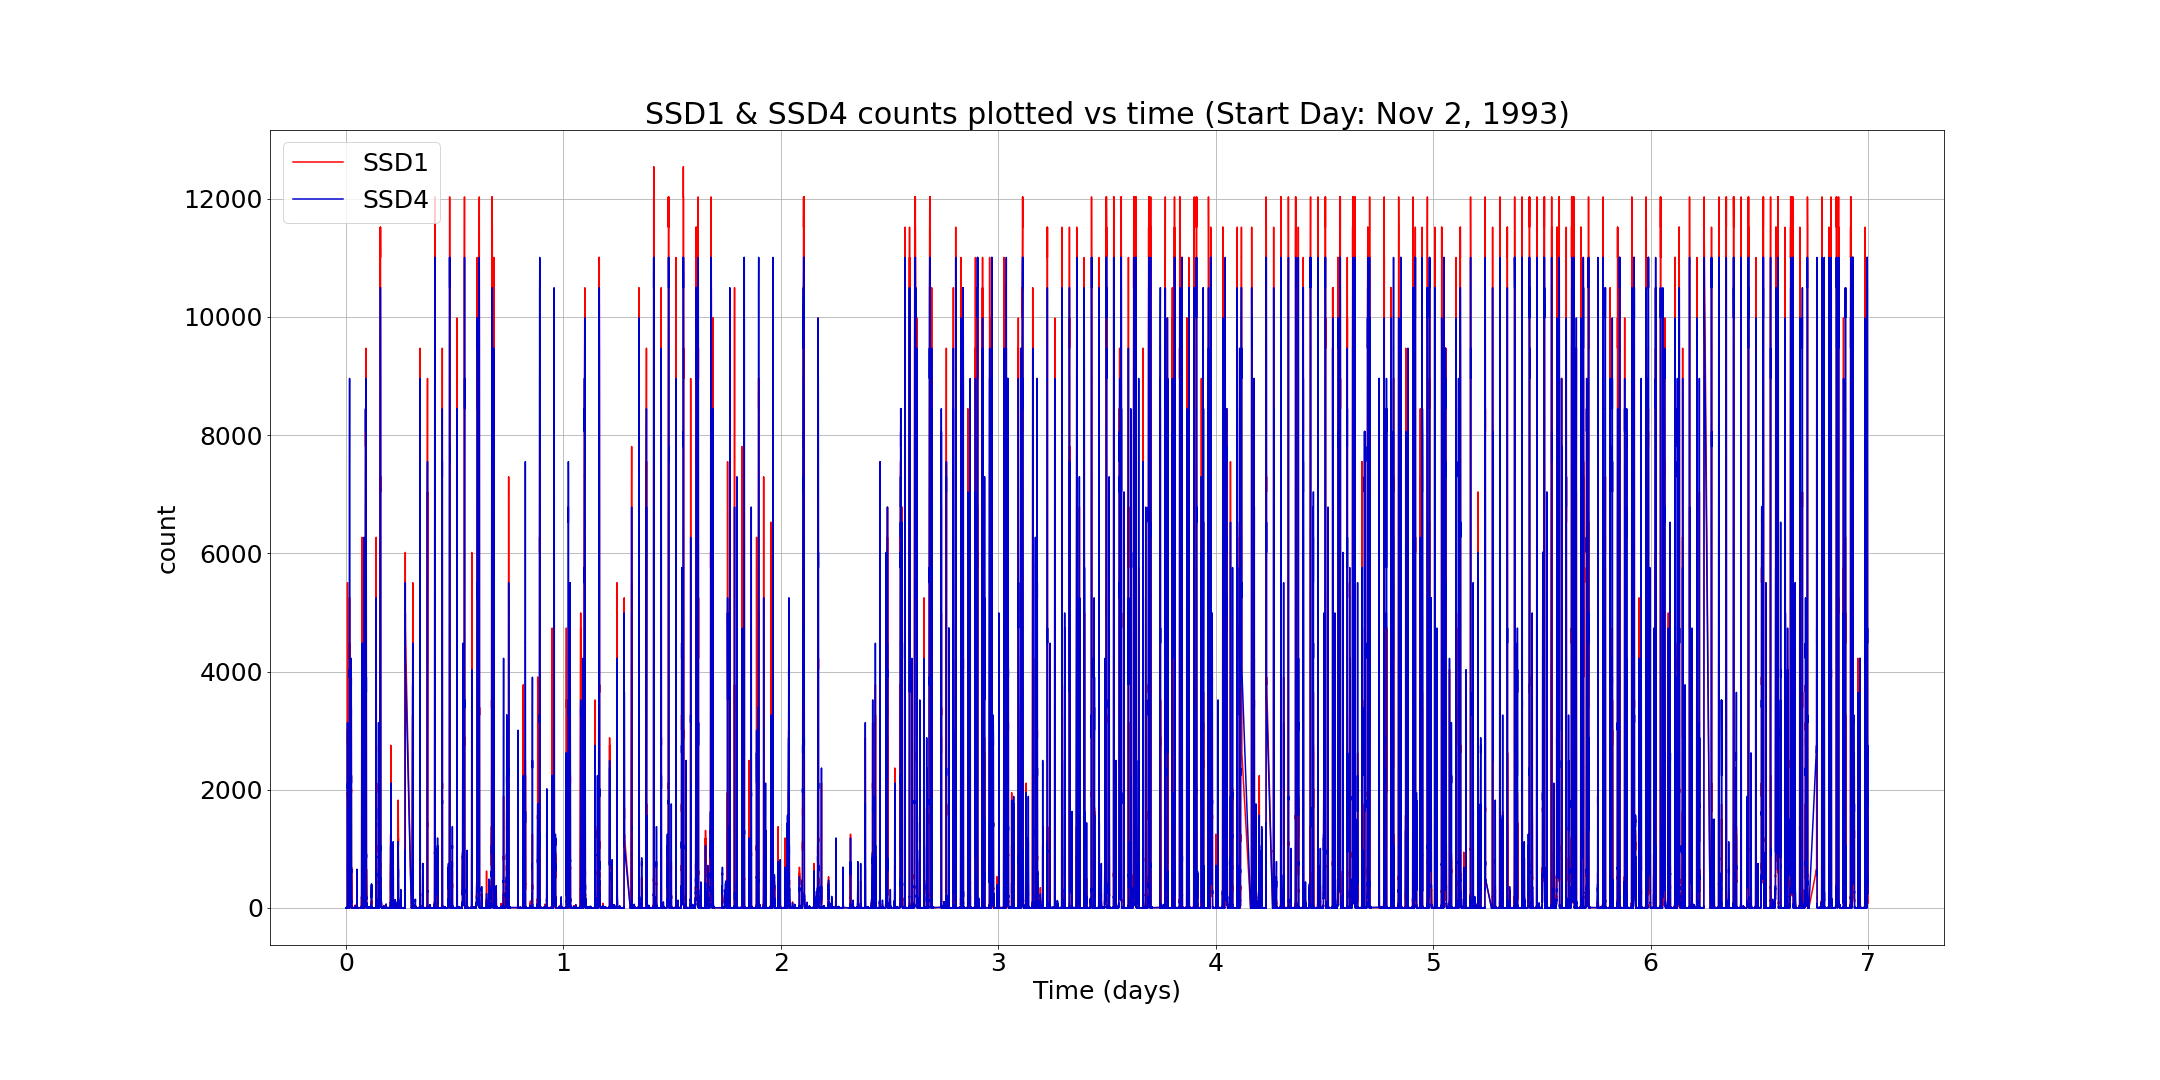 SSD1 & SSD4 counts plotted vs time (Start Day: Nov 2, 1993)
SSD1
SSD4
12000
10000
8000
6000
4000
2000
0
count
0 1 2 3 4 5 6 7
Time (days)